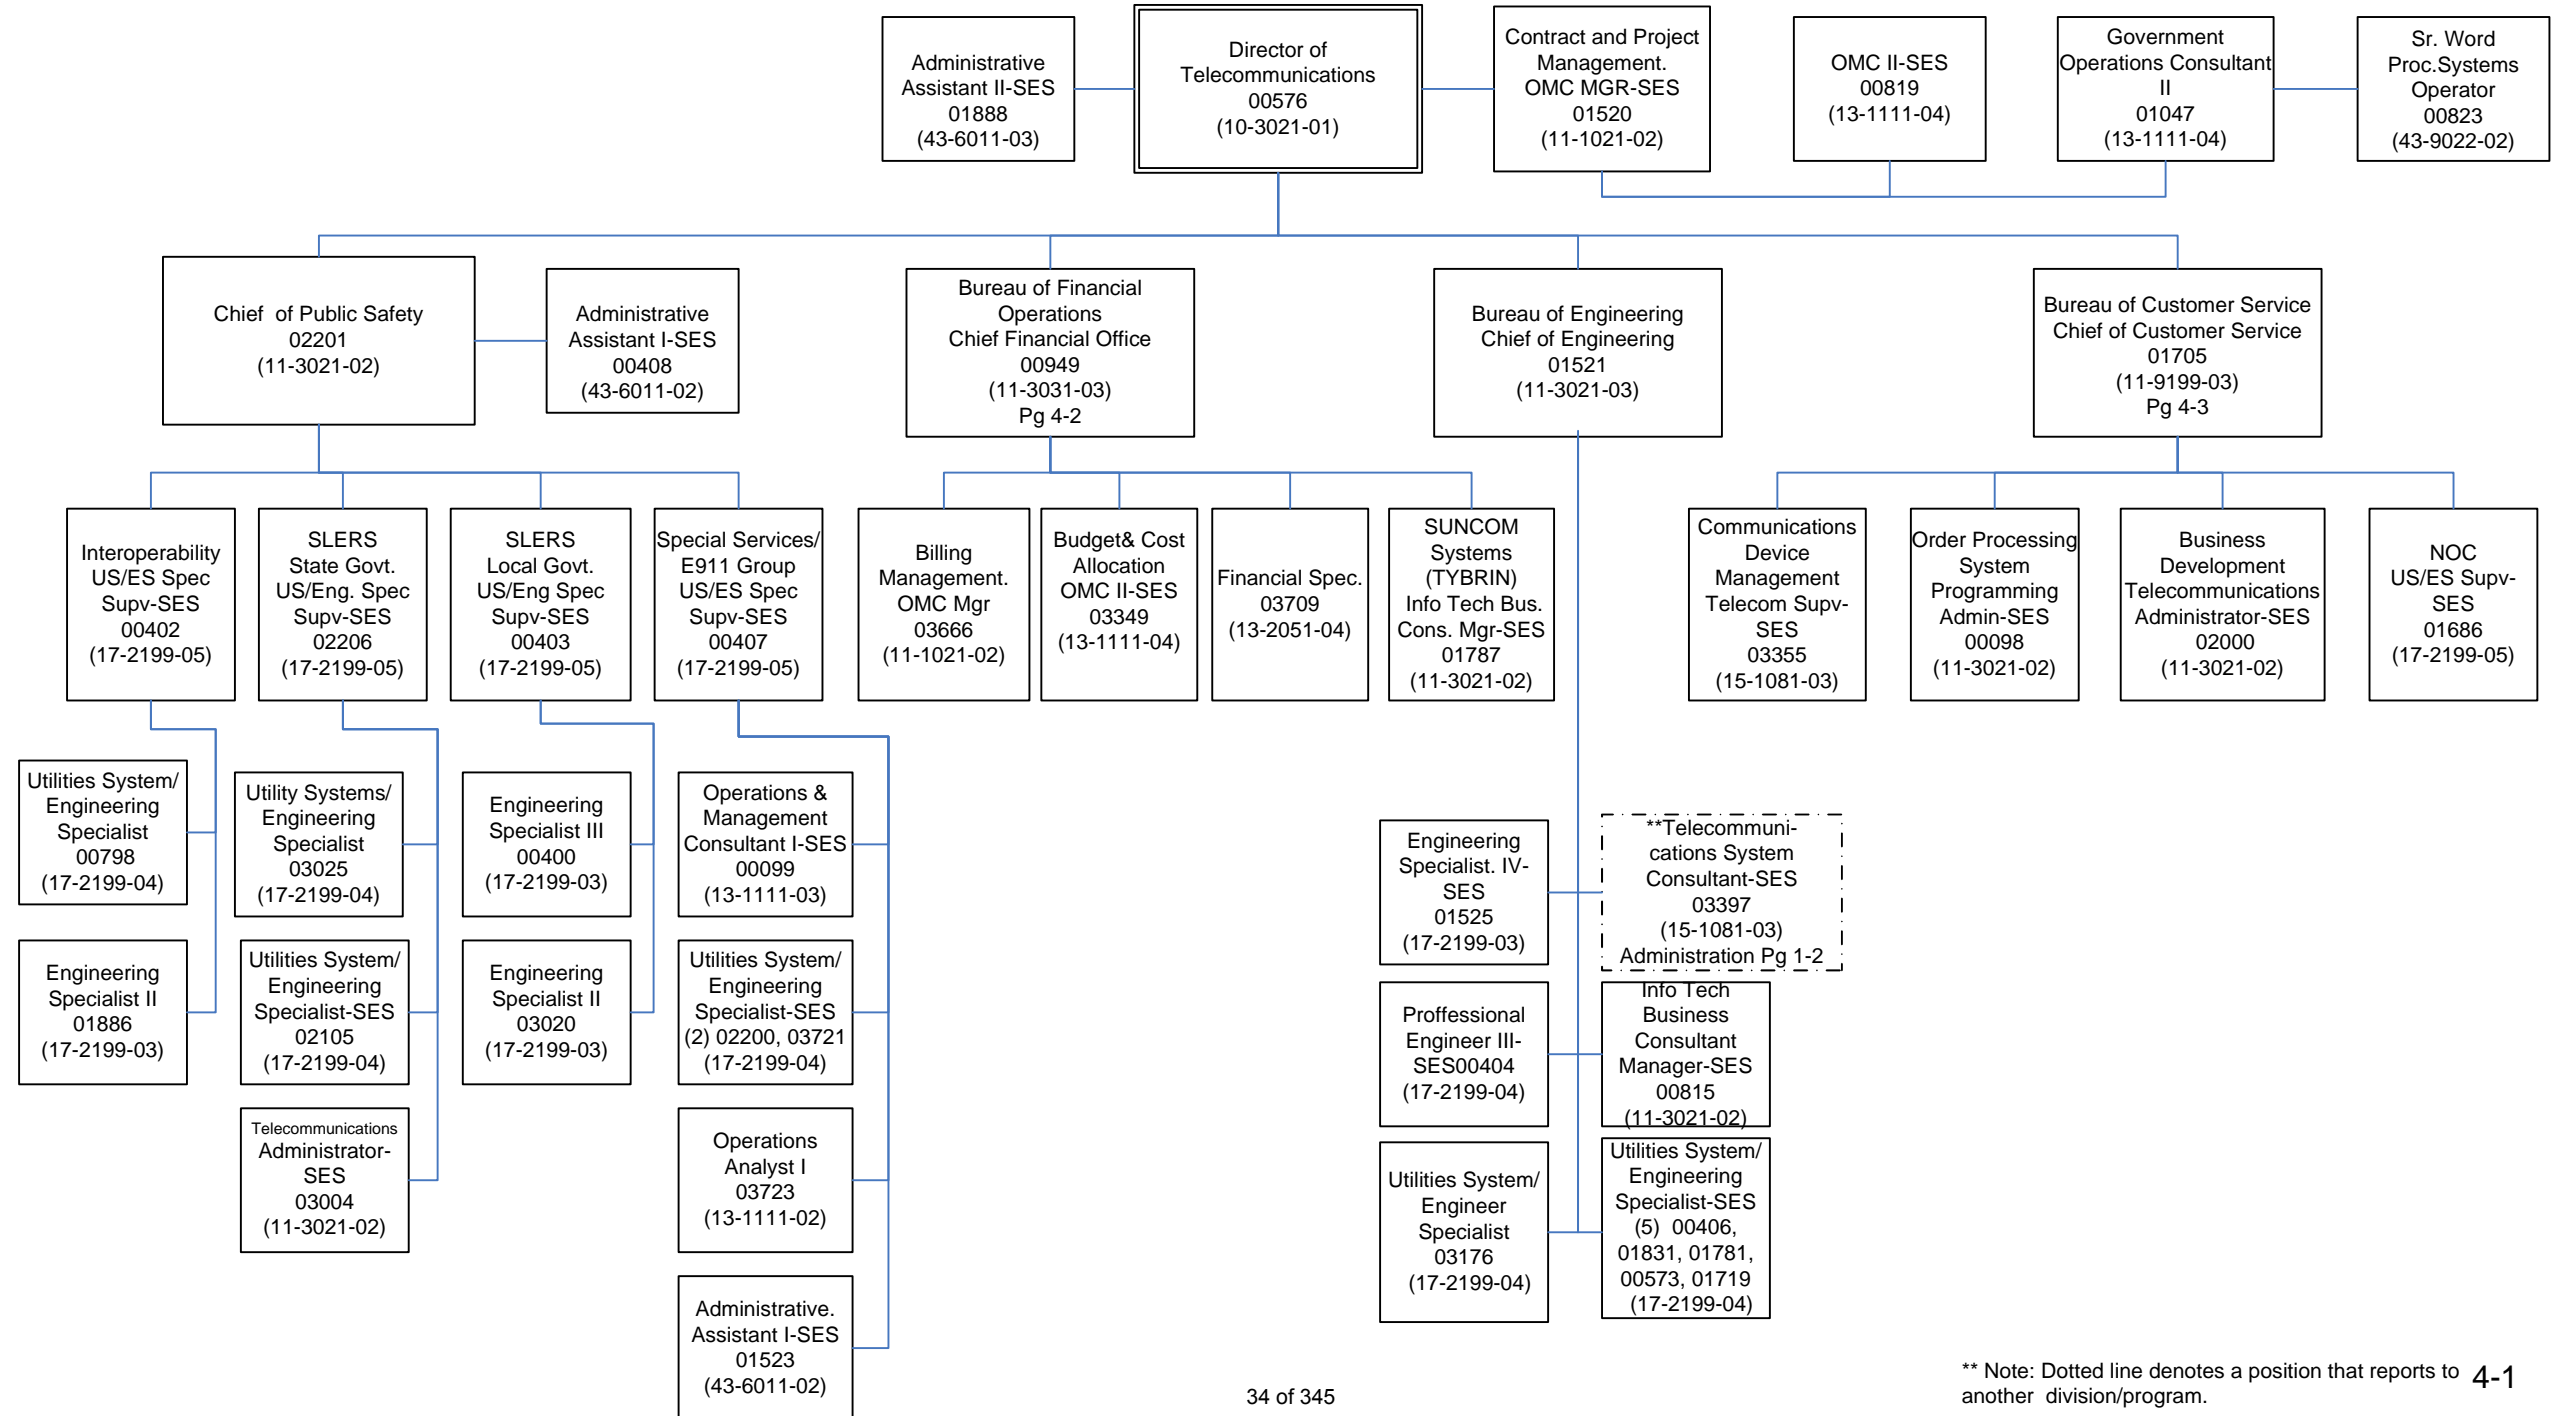 Administrative
Assistant II-SES
01888
(43-6011-03)
Director of
Telecommunications
00576
(10-3021-01)
Contract and Project
Management.
OMC MGR-SES
01520
(11-1021-02)
OMC II-SES
00819
(13-1111-04)
Government
Operations Consultant
II
01047
(13-1111-04)
Sr. Word
Proc.Systems
Operator
00823
(43-9022-02)
Chief  of Public Safety
02201
(11-3021-02)
Administrative
Assistant I-SES
00408
(43-6011-02)
Bureau of Financial
Operations
Chief Financial Office
00949
(11-3031-03)
Pg 4-2
Bureau of Engineering
Chief of Engineering
01521
(11-3021-03)
Bureau of Customer Service
Chief of Customer Service
01705
(11-9199-03)
Pg 4-3
Interoperability
US/ES Spec
Supv-SES
00402
(17-2199-05)
SLERS
State Govt.
US/Eng. Spec
Supv-SES
02206
(17-2199-05)
SLERS
Local Govt.
US/Eng Spec
Supv-SES
00403
(17-2199-05)
Special Services/
E911 Group
US/ES Spec
Supv-SES
00407
(17-2199-05)
Billing
Management.
OMC Mgr
03666
(11-1021-02)
Budget& Cost
Allocation
OMC II-SES
03349
(13-1111-04)
Financial Spec.
03709
(13-2051-04)
SUNCOM
Systems
(TYBRIN)
Info Tech Bus.
Cons. Mgr-SES
01787
(11-3021-02)
Communications
Device
Management
Telecom Supv-
SES
03355
(15-1081-03)
Order Processing
System
Programming
Admin-SES
00098
(11-3021-02)
Business
Development
Telecommunications
Administrator-SES
02000
(11-3021-02)
NOC
US/ES Supv-
SES
01686
(17-2199-05)
Utilities System/
Engineering
Specialist
00798
(17-2199-04)
Utility Systems/
Engineering
Specialist
03025
(17-2199-04)
Engineering
Specialist III
00400
(17-2199-03)
Operations &
Management
Consultant I-SES
00099
(13-1111-03)
Engineering
Specialist. IV-
SES
01525
(17-2199-03)
**Telecommuni-
cations System
Consultant-SES
03397
(15-1081-03)
Administration Pg 1-2
Engineering
Specialist II
01886
(17-2199-03)
Utilities System/
Engineering
Specialist-SES
02105
(17-2199-04)
Engineering
Specialist II
03020
(17-2199-03)
Utilities System/
Engineering
Specialist-SES
(2) 02200, 03721
(17-2199-04)
Proffessional
Engineer III-
SES00404
(17-2199-04)
Info Tech
Business
Consultant
Manager-SES
00815
(11-3021-02)
Telecommunications
Administrator-
SES
03004
(11-3021-02)
Operations
Analyst I
03723
(13-1111-02)
Utilities System/
Engineer
Specialist
03176
(17-2199-04)
Utilities System/
Engineering
Specialist-SES
(5)  00406,
01831, 01781,
00573, 01719
(17-2199-04)
Administrative.
Assistant I-SES
01523
(43-6011-02)
34 of 345
** Note: Dotted line denotes a position that reports to
another  division/program.
4-1